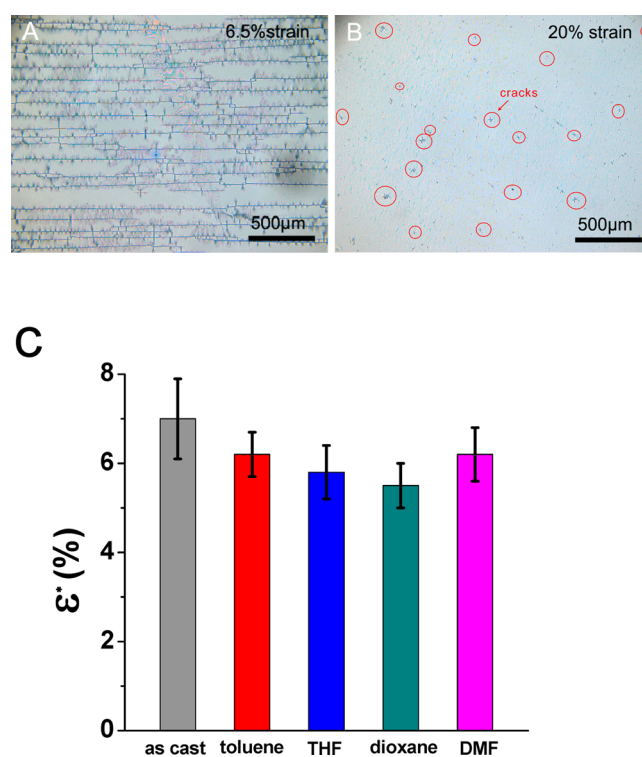 A
6.5%strain
500μm
B
20% strain
cracks
500μm
C
8
6
4
2
0
ε* (%)
as cast
toluene
THF
dioxane
DMF